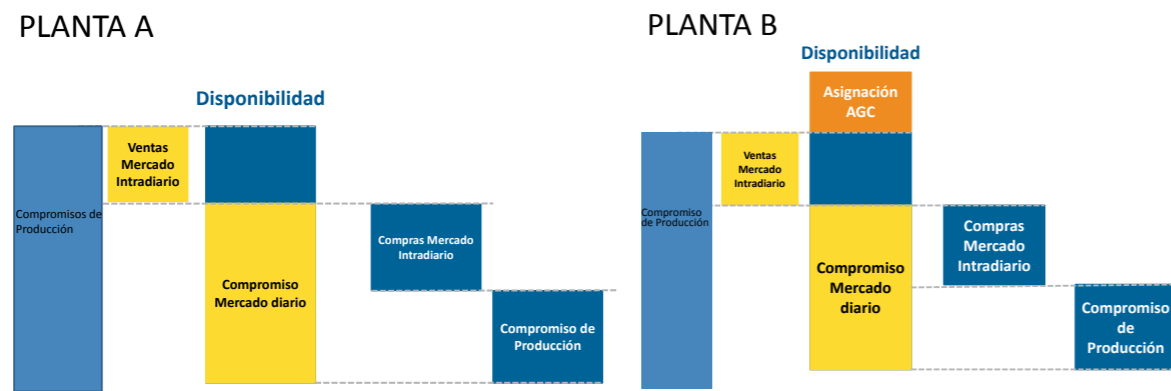 PLANTA A
Disponibilidad
Compromisos de
Producción
Ventas
Mercado
Intradiario
Compromiso
Mercado diario
Compras Mercado
Intradiario
Compromiso de
Producción
PLANTA B
Disponibilidad
Asignación
AGC
Compromiso
de Producción
Ventas
Mercado
Intradiario
Compromiso
Mercado
diario
Compras
Mercado
Intradiario
Compromiso
de
Producción